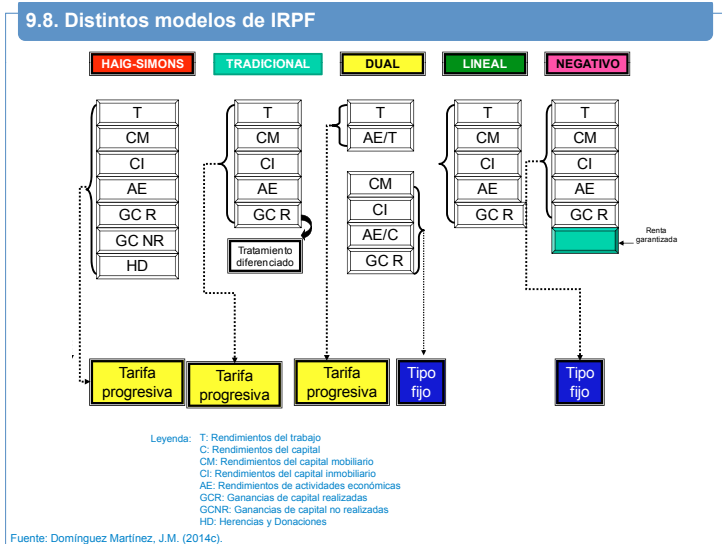 9.8. Distintos modelos de IRPF
HAIG-SIMONS
TRADICIONAL
DUAL
LINEAL
NEGATIVO
T
CM
CI
AE
GC R
GC NR
HD
T
CM
CI
AE
GC R
Tratamiento
diferenciado
T
AE/T
CM
CI
AE/C
GC R
T
CM
CI
AE
GC R
T
CM
CI
AE
GC R
Renta
garantizada
Tarifa
progresiva
Tarifa
progresiva
Tarifa
progresiva
Tipo
fijo
Tipo
fijo
Leyenda: T: Rendimientos del trabajo
C: Rendimientos del capital
CM: Rendimientos del capital mobiliario
CI: Rendimientos del capital inmobiliario
AE: Rendimientos de actividades económicas
GCR: Ganancias de capital realizadas
GCNR: Ganancias de capital no realizadas
HD: Herencias y Donaciones
Fuente: Domínguez Martínez, J.M. (2014c).